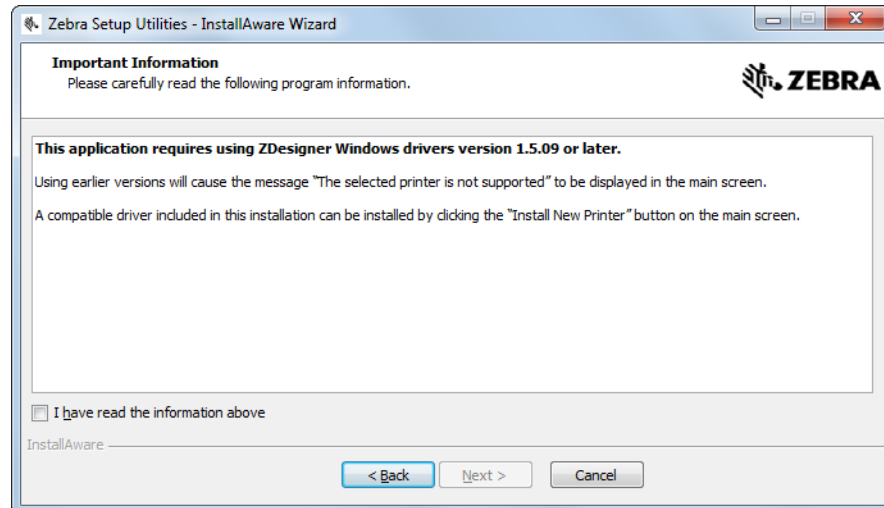 Zebra Setup Utilities - InstallAware Wizard
Important Information
Please carefully read the following program information.
ZEBRA
This application requires using ZDesigner Windows drivers version 1.5.09 or later.
Using earlier versions will cause the message “The selected printer is not supported” to be displayed in the main screen.
A compatible driver included in this installation can be installed by clicking the “Install New Printer” button on the main screen.
I have read the information above
InstallAware
< Back Next > Cancel